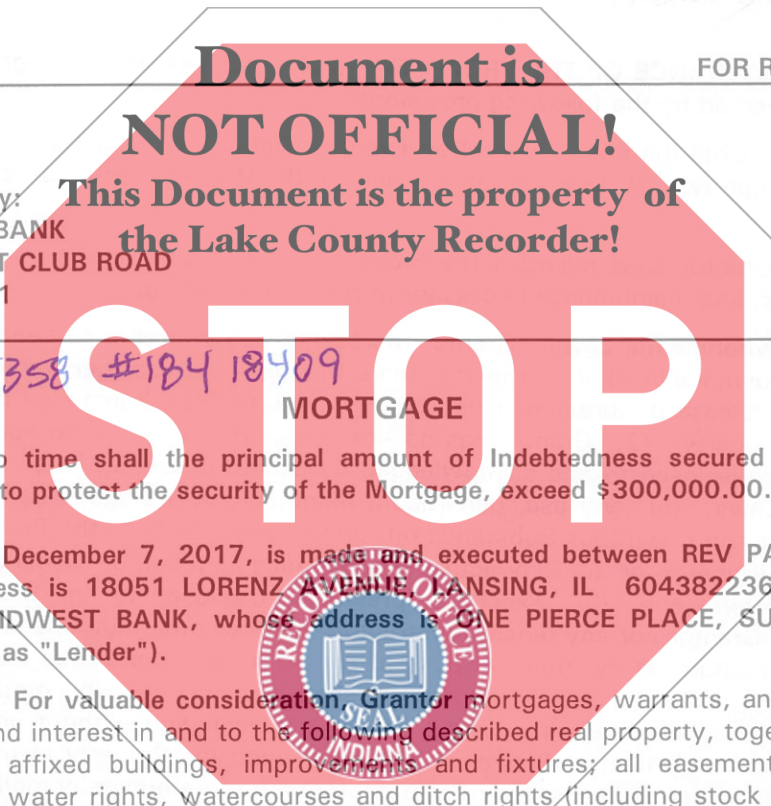 Document is
FOR R
NOT OFFICIAL!
This Document is the property of
the Lake County Recorder!
y:
BANK
T CLUB ROAD
1
STOP
358 #184 18409
MORTGAGE
o time shall the principal amount of Indebtedness secured
to protect the security of the Mortgage, exceed $300,000.00.
December 7, 2017, is made and executed between REV PA
ess is 18051 LORENZ AVENUE, LANSING, IL 604382236
IDWEST BANK, whose address is ONE PIERCE PLACE, SU
as "Lender").
RECORDER'S OFFICE
SEAL
INDIANA
For valuable consideration, Grantor mortgages, warrants, an
nd interest in and to the following described real property, toge
affixed buildings, improvements and fixtures; all easement
water rights, watercourses and ditch rights (including stock